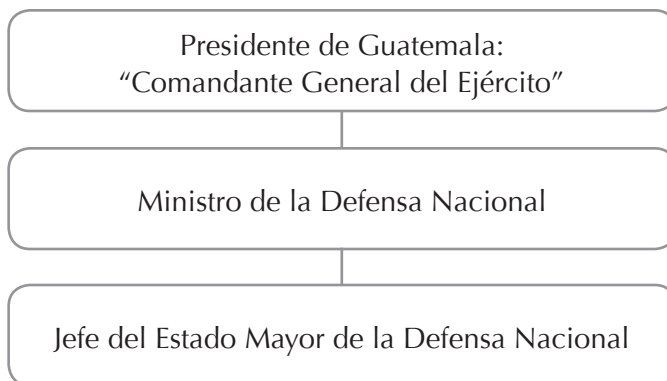 Presidente de Guatemala:
“Comandante General del Ejército”
Ministro de la Defensa Nacional
Jefe del Estado Mayor de la Defensa Nacional